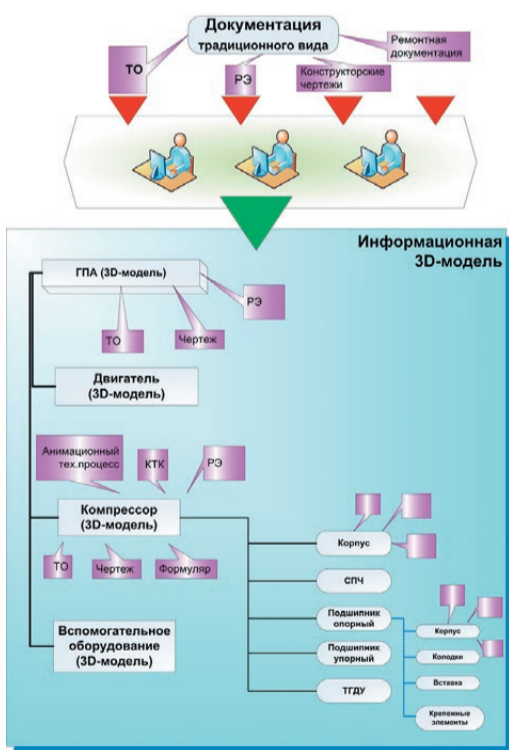 Документация
традиционного вида
Ремонтная
документация
ТО
РЭ
Конструкторские
чертежи
Информационная
3D-модель
ГПА (3D-модель)
РЭ
ТО
Чертеж
Двигатель
(3D-модель)
Анимационный
тех.процесс
КТК
РЭ
Компрессор
(3D-модель)
ТО
Чертеж
Формуляр
Корпус
СПЧ
Подшипник
опорный
Корпус
Подшипник
упорный
Колодки
Вставка
ТГДУ
Крепежные
элементы
Вспомогательное
оборудование
(3D-модель)